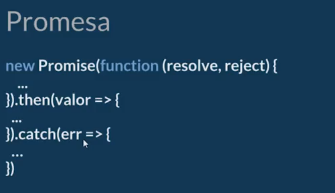 Promesa
new Promise(function (resolve, reject) {
...
}).then(valor => {
...
}).catch(err => {
...
})